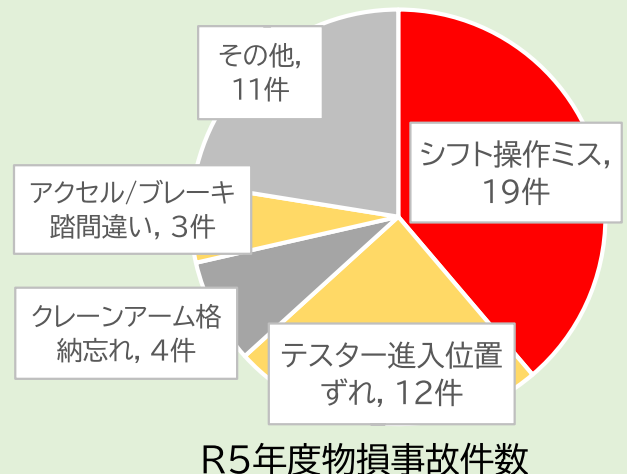 その他,
11件
シフト操作ミス,
19件
アクセル/ブレーキ
踏間違い, 3件
クレーンアーム格
納忘れ, 4件
テスター進入位置
ずれ, 12件
R5年度物損事故件数